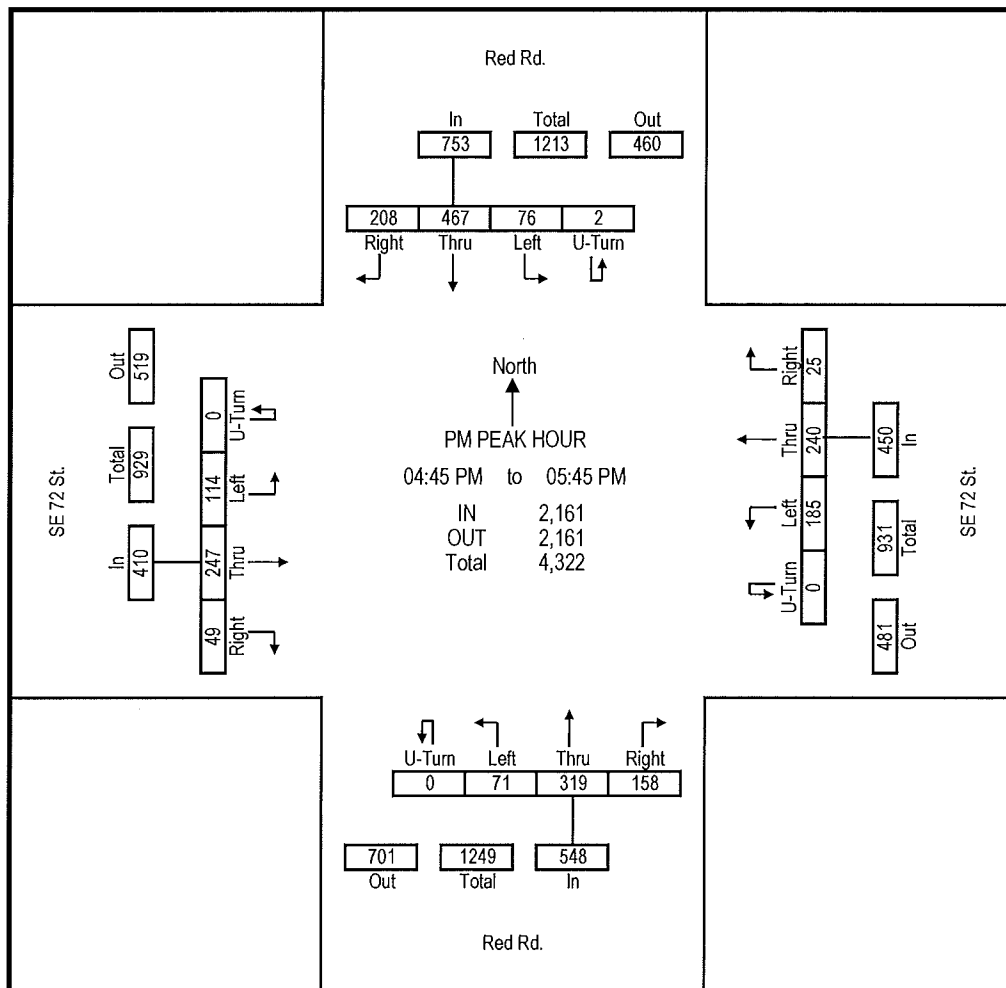 Red Rd.
In Total Out
753 1213 460
208 467 76 2
Right Thru Left U-Turn
SE 72 St.
Out
519
Total
929
In
410
0
U-Turn
114
Left
247
Thru
49
Right
North
PM PEAK HOUR
04:45 PM to 05:45 PM
IN 2,161
OUT 2,161
Total 4,322
Right
25
Thru
240
Left
185
U-Turn
0
450
In
931
Total
481
Out
SE 72 St.
U-Turn Left Thru Right
0 71 319 158
701 1249 548
Out Total In
Red Rd.